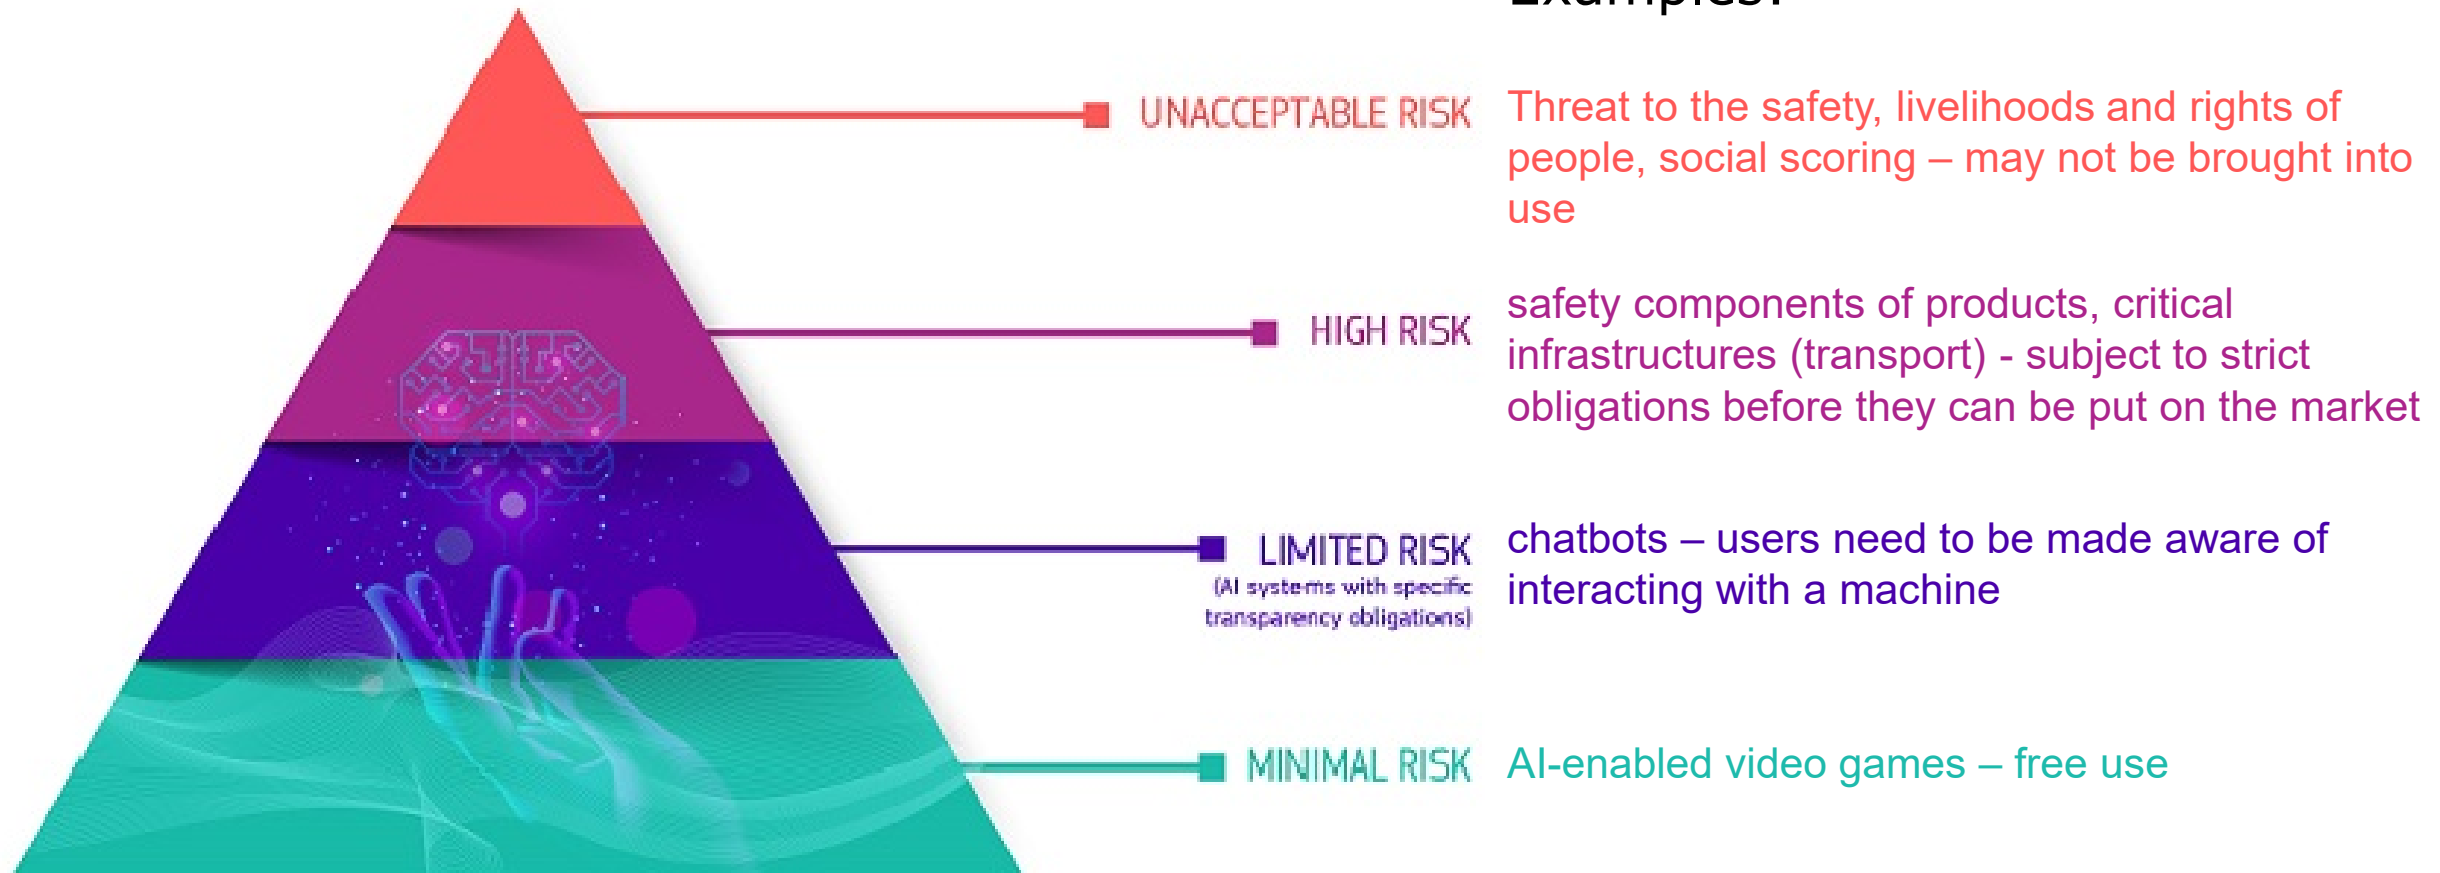 Examples:
UNACCEPTABLE RISK
Threat to the safety, livelihoods and rights of
people, social scoring – may not be brought into
use
HIGH RISK
safety components of products, critical
infrastructures (transport) - subject to strict
obligations before they can be put on the market
LIMITED RISK
(AI systems with specific
transparency obligations)
chatbots – users need to be made aware of
interacting with a machine
MINIMAL RISK
AI-enabled video games – free use